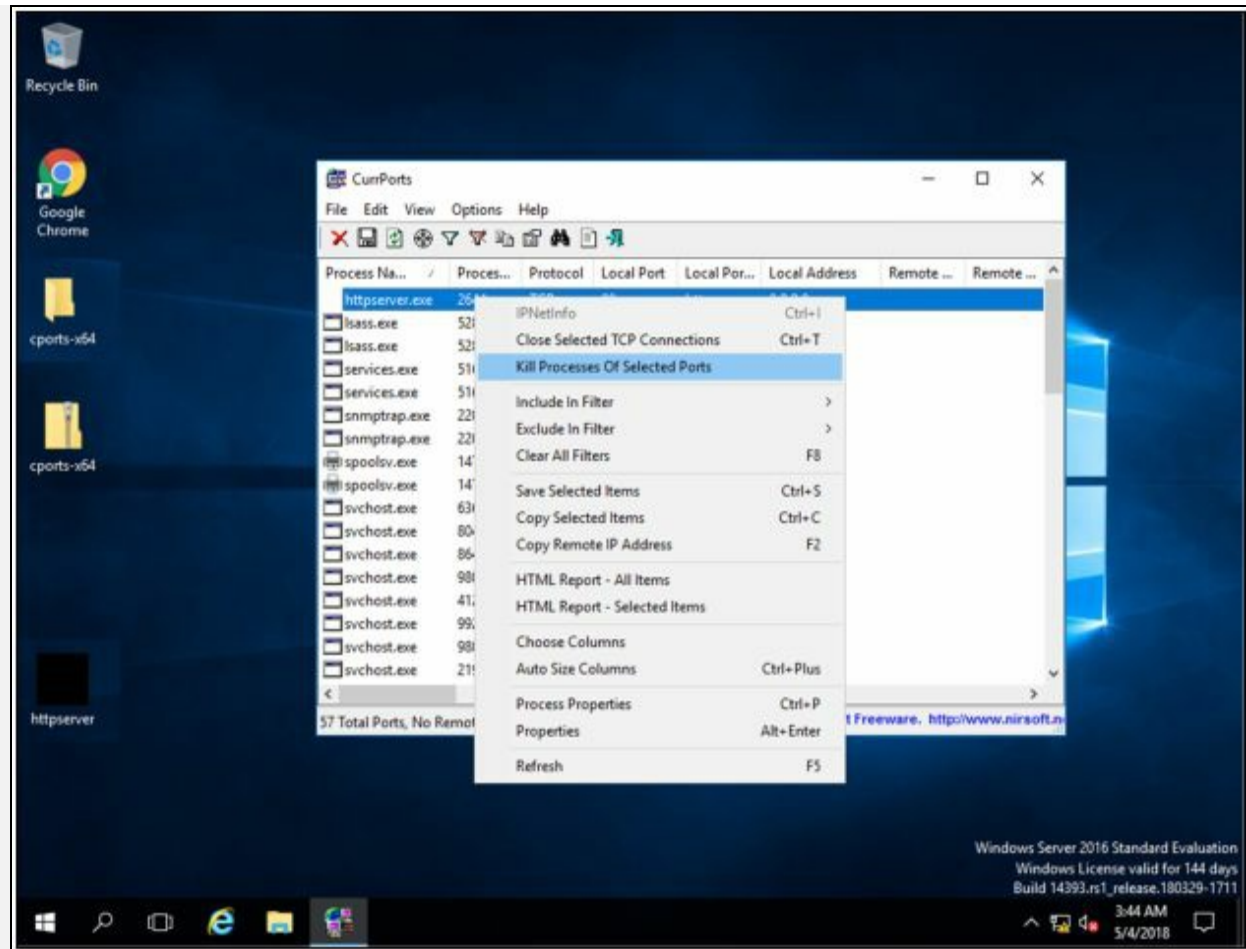 Recycle Bin
Google
Chrome
cports-x64
cports-x64
httpserver
CurrPorts
File Edit View Options Help
Process Na... / Proces... Protocol Local Port Local Por... Local Address Remote ... Remote ...
httpserver.exe
lsass.exe
lsass.exe
services.exe
services.exe
snmptrap.exe
snmptrap.exe
spoolsv.exe
spoolsv.exe
svchost.exe
svchost.exe
svchost.exe
svchost.exe
svchost.exe
svchost.exe
svchost.exe
svchost.exe
57 Total Ports, No Remot
t Freeware. http://www.nirsoft.n
IPNetInfo Ctrl+I
Close Selected TCP Connections Ctrl+T
Kill Processes Of Selected Ports
Include In Filter >
Exclude In Filter >
Clear All Filters F8
Save Selected Items Ctrl+S
Copy Selected Items Ctrl+C
Copy Remote IP Address F2
HTML Report - All Items
HTML Report - Selected Items
Choose Columns
Auto Size Columns Ctrl+Plus
Process Properties Ctrl+P
Properties Alt+Enter
Refresh F5
Windows Server 2016 Standard Evaluation
Windows License valid for 144 days
Build 14393.rs1_release.180329-1711
3:44 AM
5/4/2018